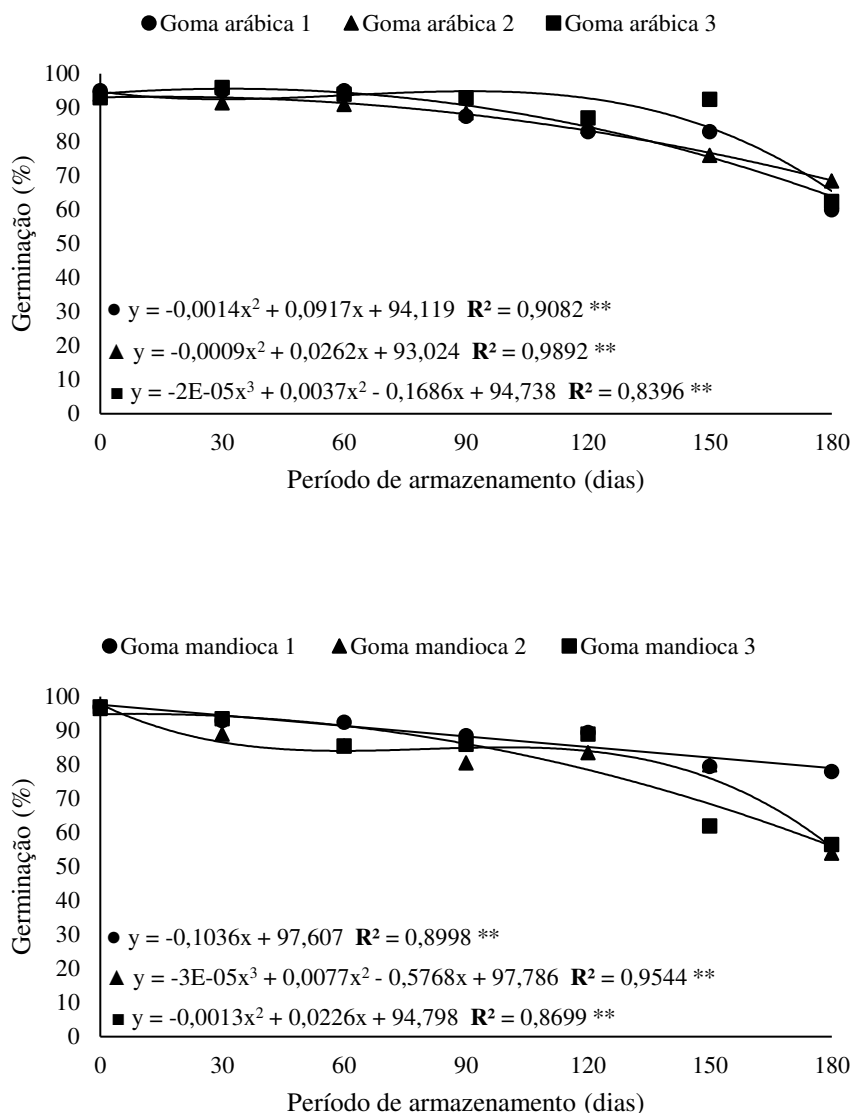 ● Goma arábica 1 ▲ Goma arábica 2 ■ Goma arábica 3
100
90
80
70
60
50
40
30
20
10
0
Germinação (%)
● y = -0,0014x² + 0,0917x + 94,119 R² = 0,9082 **
▲ y = -0,0009x² + 0,0262x + 93,024 R² = 0,9892 **
■ y = -2E-05x³ + 0,0037x² - 0,1686x + 94,738 R² = 0,8396 **
0 30 60 90 120 150 180
Período de armazenamento (dias)
● Goma mandioca 1 ▲ Goma mandioca 2 ■ Goma mandioca 3
100
90
80
70
60
50
40
30
20
10
0
Germinação (%)
● y = -0,1036x + 97,607 R² = 0,8998 **
▲ y = -3E-05x³ + 0,0077x² - 0,5768x + 97,786 R² = 0,9544 **
■ y = -0,0013x² + 0,0226x + 94,798 R² = 0,8699 **
0 30 60 90 120 150 180
Período de armazenamento (dias)